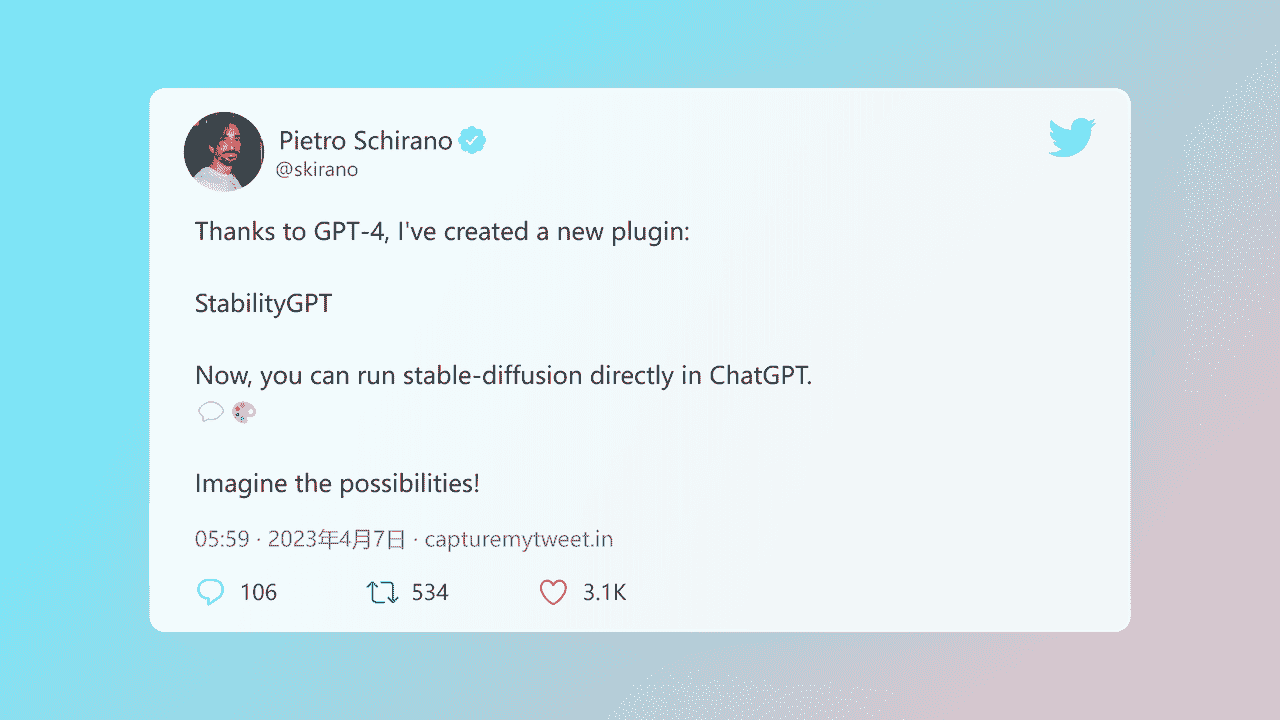 Pietro Schirano
@skirano
Thanks to GPT-4, I've created a new plugin:
StabilityGPT
Now, you can run stable-diffusion directly in ChatGPT.
💬🎨
Imagine the possibilities!
05:59 · 2023年4月7日 · capturemytweet.in
106 534 3.1K